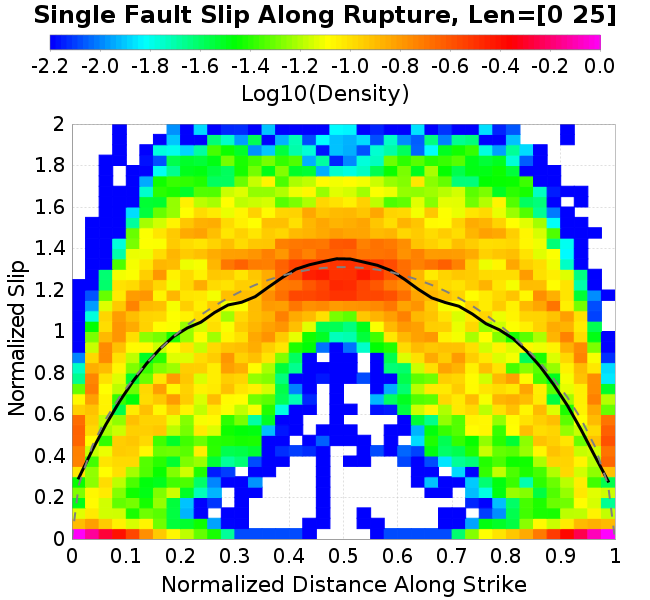 Single Fault Slip Along Rupture, Len=[0 25]
-2.2 -2.0 -1.8 -1.6 -1.4 -1.2 -1.0 -0.8 -0.6 -0.4 -0.2 0.0
Log10(Density)
2
1.8
1.6
1.4
1.2
1
0.8
0.6
0.4
0.2
0
Normalized Slip
0 0.1 0.2 0.3 0.4 0.5 0.6 0.7 0.8 0.9 1
Normalized Distance Along Strike